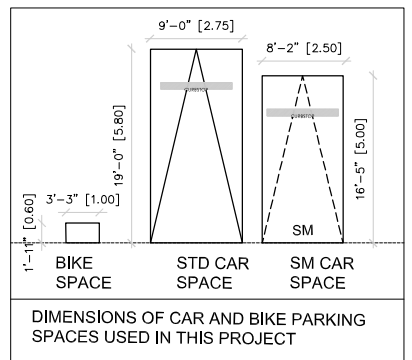 9'-0" [2.75]
8'-2" [2.50]
CURBSTOP
CURBSTOP
19'-0" [5.80]
16'-5" [5.00]
3'-3" [1.00]
1'-11" [0.60]
SM
BIKE SPACE
STD CAR SPACE
SM CAR SPACE
DIMENSIONS OF CAR AND BIKE PARKING
SPACES USED IN THIS PROJECT